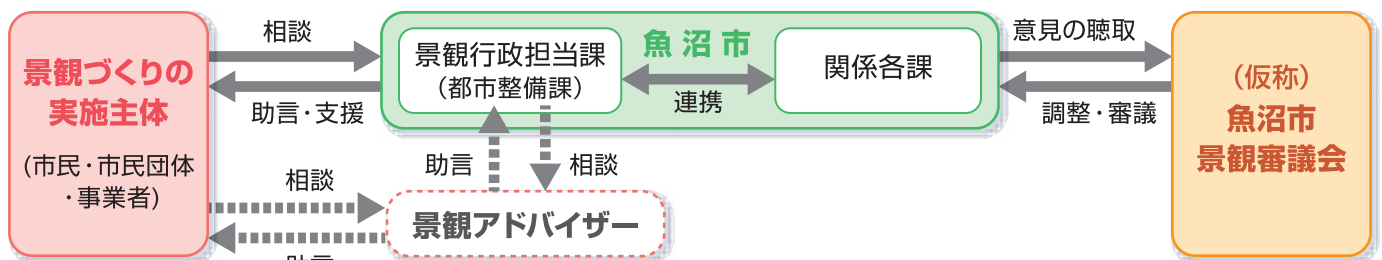 景観づくりの
実施主体
(市民・市民団体
・事業者)
相談
助言・支援
魚沼市
景観行政担当課
(都市整備課)
連携
関係各課
意見の聴取
調整・審議
(仮称)
魚沼市
景観審議会
助言
相談
相談
景観アドバイザー